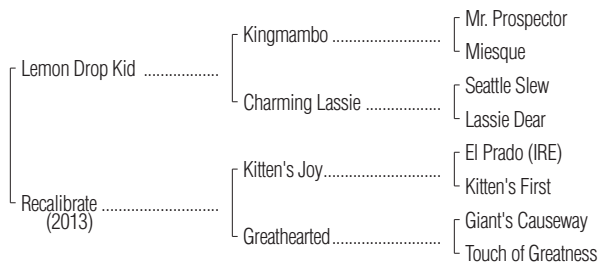 Mr. Prospector
Kingmambo ......................
Miesque
Lemon Drop Kid ...............
Seattle Slew
Charming Lassie ...............
Lassie Dear
El Prado (IRE)
Kitten's Joy.......................
Kitten's First
Recalibrate .......................
(2013)
Giant's Causeway
Greathearted.....................
Touch of Greatness